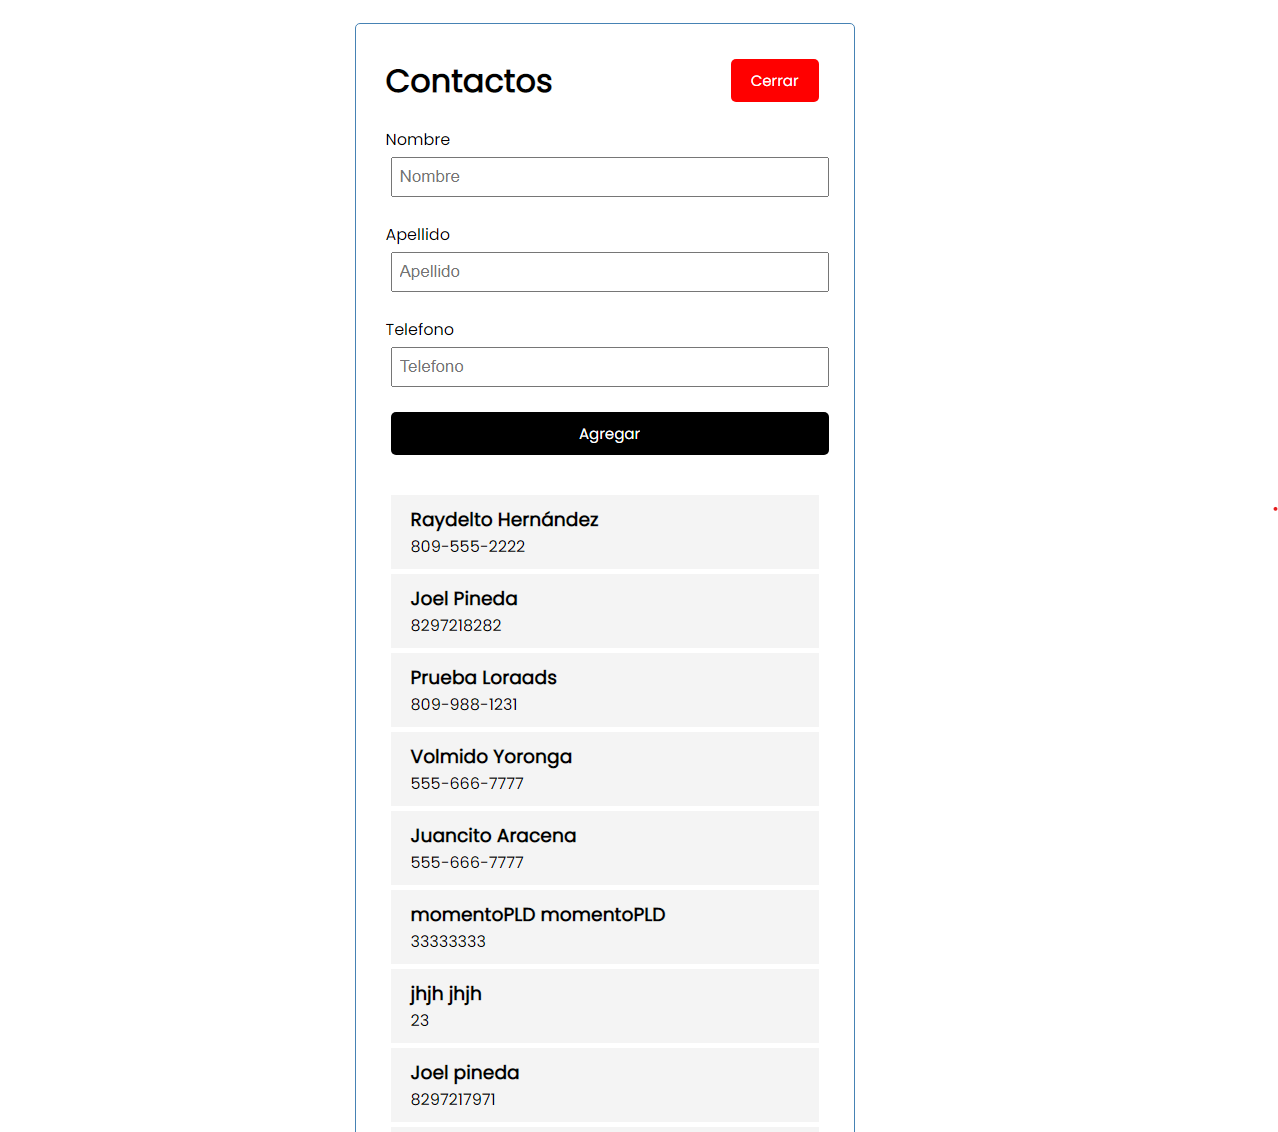 Contactos
Cerrar
Nombre
Nombre
Apellido
Apellido
Telefono
Telefono
Agregar
Raydelto Hernández
809-555-2222
Joel Pineda
8297218282
Prueba Loraads
809-988-1231
Volmido Yoronga
555-666-7777
Juancito Aracena
555-666-7777
momentoPLD momentoPLD
33333333
jhjh jhjh
23
Joel pineda
8297217971